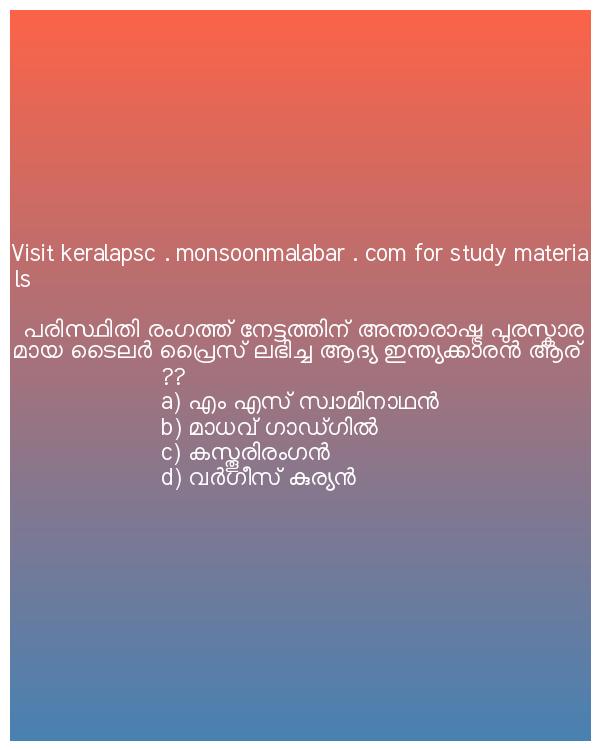 Visit keralapsc . monsoonmalabar . com for study materia
ls
പരിസ്ഥിതി രംഗത്ത് നേട്ടത്തിന് അന്താരാഷ്ട്ര പുരസ്കാര
മായ ടൈലർ പ്രൈസ് ലഭിച്ച ആദ്യ ഇന്ത്യക്കാരൻ ആര്
??
a) എം എസ് സ്വാമിനാഥൻ
b) മാധവ് ഗാഡ്ഗിൽ
c) കസ്തൂരിരംഗൻ
d) വർഗീസ് കുര്യൻ